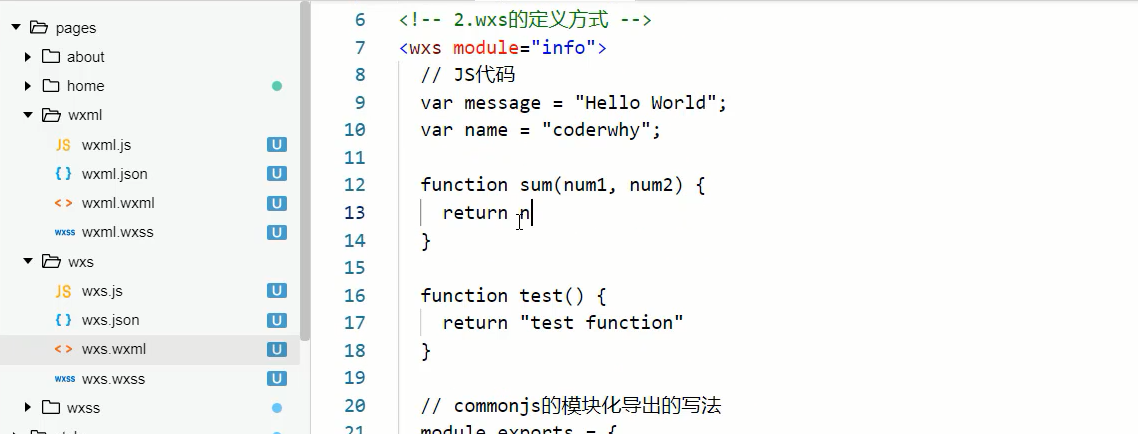 pages
about
home
wxml
JS wxml.js U
{ } wxml.json U
< > wxml.wxml U
wxss wxml.wxss U
wxs
JS wxs.js U
{ } wxs.json U
< > wxs.wxml U
wxss wxs.wxss U
wxss
6 <!-- 2.wxs的定义方式 -->
7 <wxs module="info">
8 // JS代码
9 var message = "Hello World";
10 var name = "coderwhy";
11
12 function sum(num1, num2) {
13 return n
14 }
15
16 function test() {
17 return "test function"
18 }
19
20 // commonjs的模块化导出的写法
21 module.exports = {